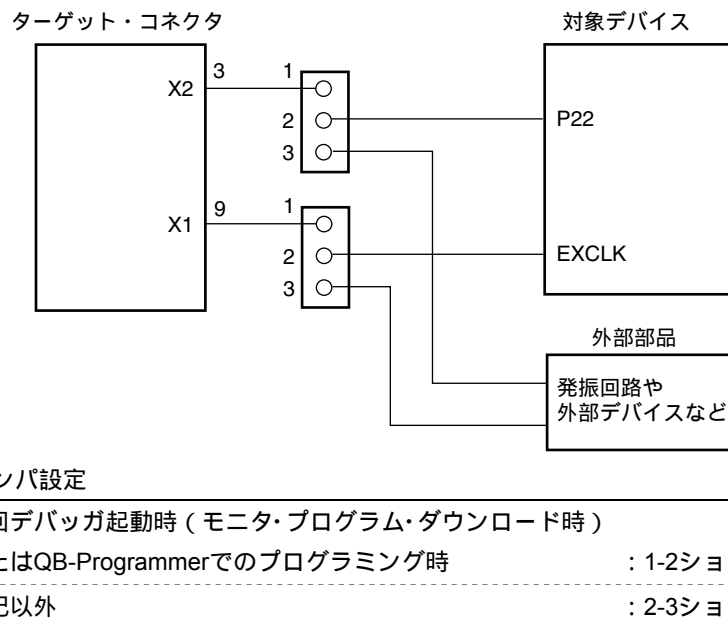 ターゲット・コネクタ
対象デバイス
X2
3
1
2
3
P22
X1
9
1
2
3
EXCLK
外部部品
発振回路や
外部デバイスなど
ンパ設定
回デバッガ起動時（モニタ・プログラム・ダウンロード時）
とはQB-Programmerでのプログラミング時 ：1-2ショ
記以外 ：2-3ショ